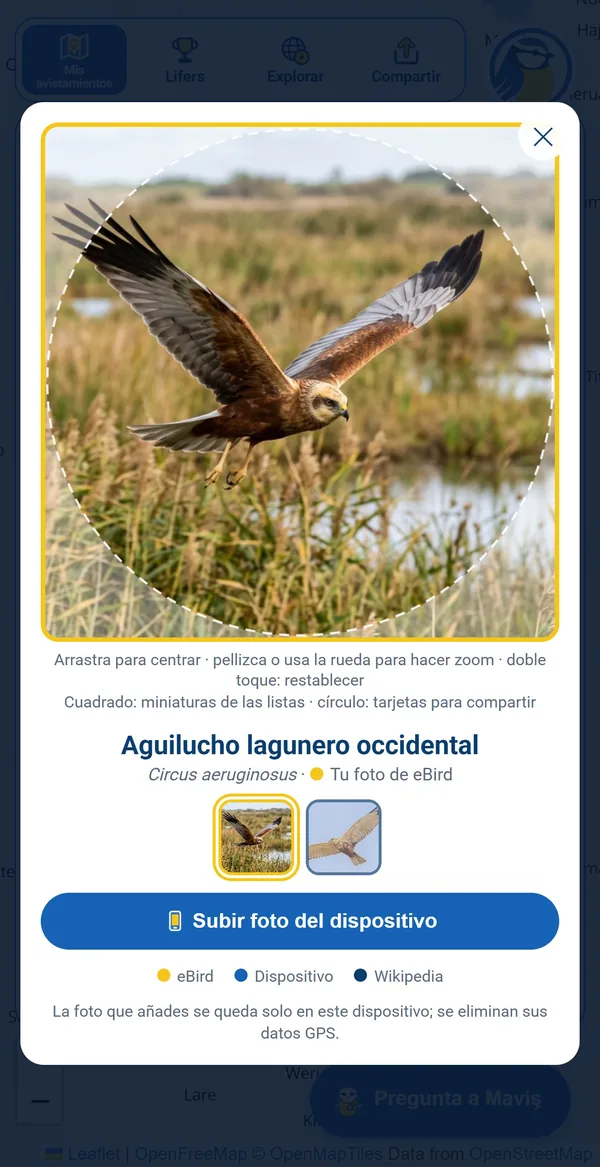 Mis
avistamientos
Lifers
Explorar
Compartir
Arrastra para centrar · pellizca o usa la rueda para hacer zoom · doble
toque: restablecer
Cuadrado: miniaturas de las listas · círculo: tarjetas para compartir
Aguilucho lagunero occidental
Circus aeruginosus · Tu foto de eBird
Subir foto del dispositivo
eBird Dispositivo Wikipedia
La foto que añades se queda solo en este dispositivo; se eliminan sus
datos GPS.
Lare
Pregunta a Maviş
Leaflet | OpenFreeMap © OpenMapTiles Data from OpenStreetMap